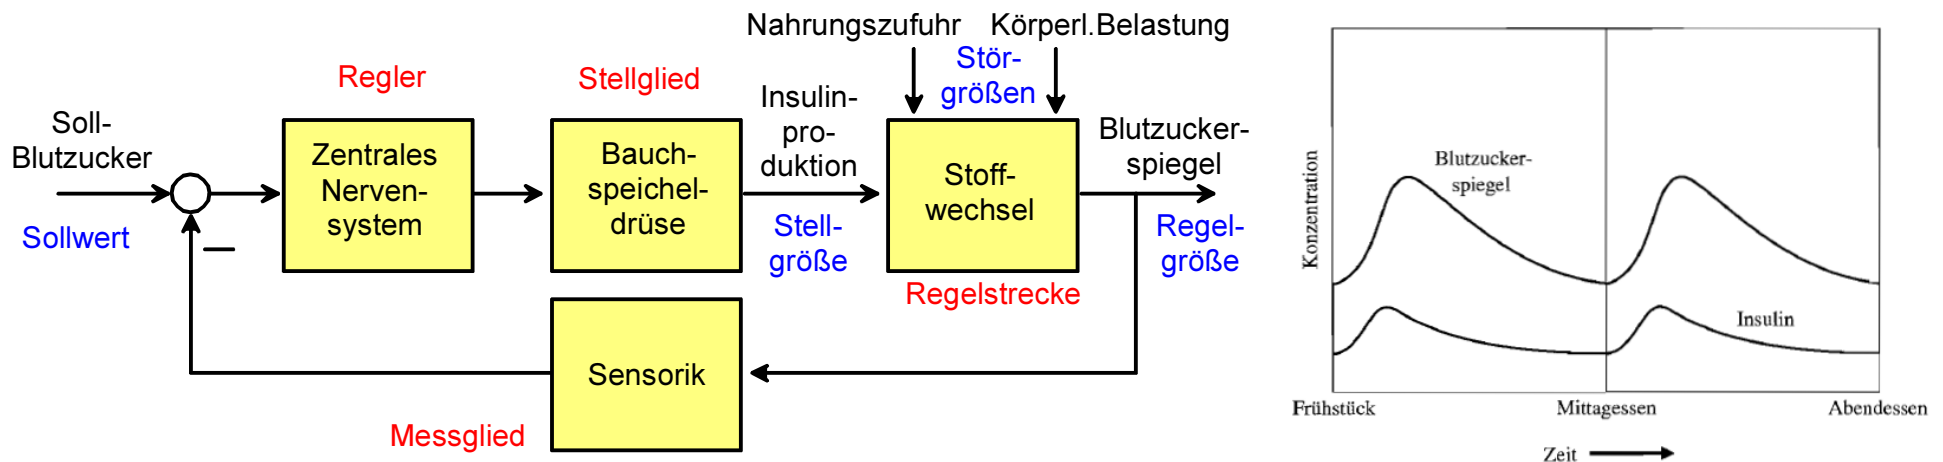 Nahrungszufuhr
Körperl.Belastung
Stör-
größen
Regler
Stellglied
Soll-
Blutzucker
Sollwert
Zentrales
Nerven-
system
Bauch-
speichel-
drüse
Insulin-
pro-
duktion
Stell-
größe
Stoff-
wechsel
Regelstrecke
Blutzucker-
spiegel
Regel-
größe
Sensorik
Messglied
Konzentration
Blutzucker-
spiegel
Insulin
Frühstück
Mittagessen
Abendessen
Zeit